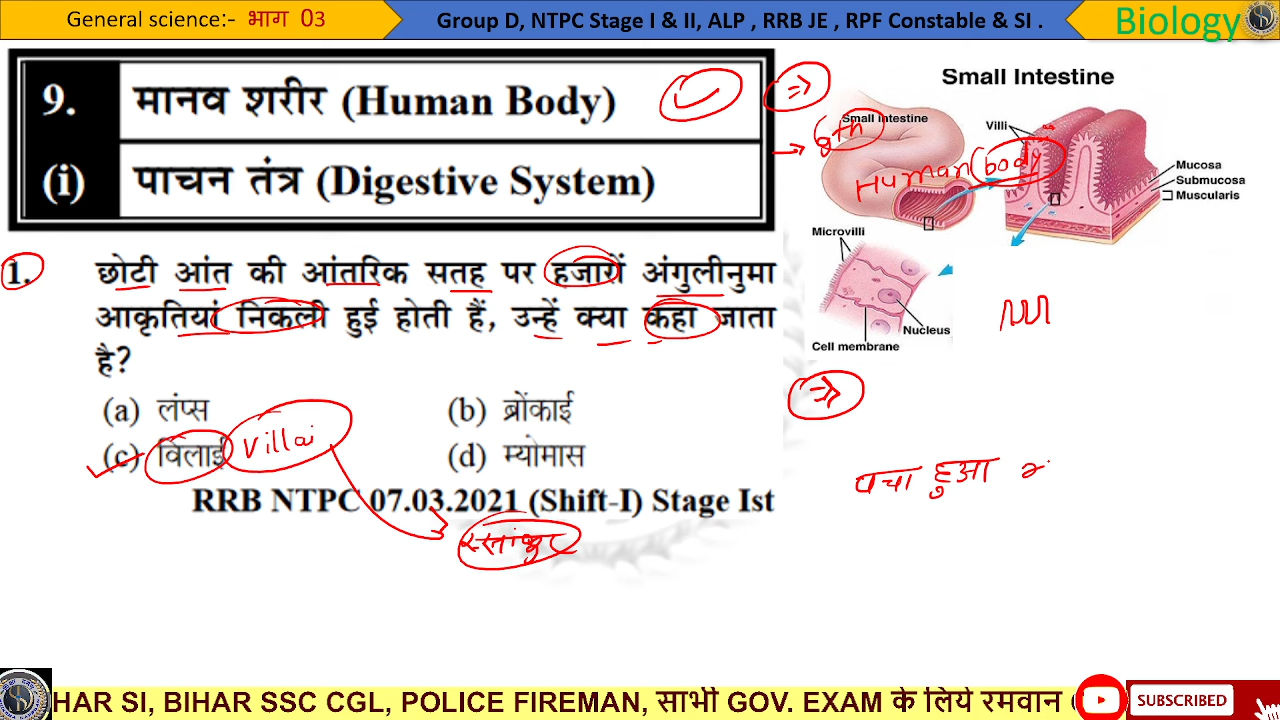 General science:- भाग 03
Group D, NTPC Stage I & II, ALP , RRB JE , RPF Constable & SI .
Biology
9. मानव शरीर (Human Body)
(i) पाचन तंत्र (Digestive System)
1. छोटी आंत की आंतरिक सतह पर हजारों अंगुलीनुमा
आकृतियां निकली हुई होती हैं, उन्हें क्या कहा जाता
है?
(a) लंप्स (b) ब्रोंकाई
(c) विलाई Villai (d) म्योमास
RRB NTPC 07.03.2021 (Shift-I) Stage Ist
Small Intestine
Small intestine
8th
Human body
Villi
Mucosa
Submucosa
Muscularis
Microvilli
Nucleus
Cell membrane
पचा हुआ
HAR SI, BIHAR SSC CGL, POLICE FIREMAN, साभी GOV. EXAM के लिये रमवान
SUBSCRIBED